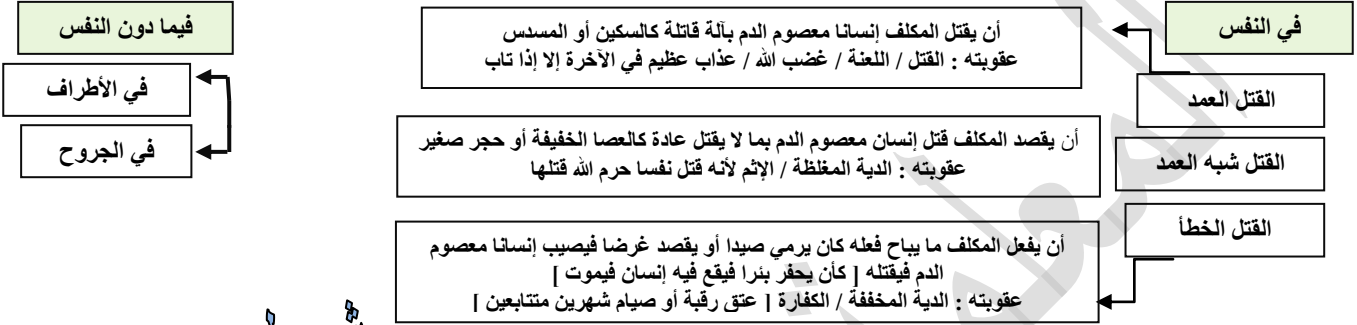 في النفس
أن يقتل المكلف إنسانا معصوم الدم بآلة قاتلة كالسكين أو المسدس
عقوبته : القتل / اللعنة / غضب الله / عذاب عظيم في الآخرة إلا إذا تاب
القتل العمد
أن يقصد المكلف قتل إنسان معصوم الدم بما لا يقتل عادة كالعصا الخفيفة أو حجر صغير
عقوبته : الدية المغلظة / الإثم لأنه قتل نفسا حرم الله قتلها
القتل شبه العمد
القتل الخطأ
أن يفعل المكلف ما يباح فعله كان يرمي صيدا أو يقصد غرضا فيصيب إنسانا معصوم
الدم فيقتله [ كأن يحفر بئرا فيقع فيه إنسان فيموت ]
عقوبته : الدية المخففة / الكفارة [ عتق رقبة أو صيام شهرين متتابعين ]
فيما دون النفس
في الأطراف
في الجروح